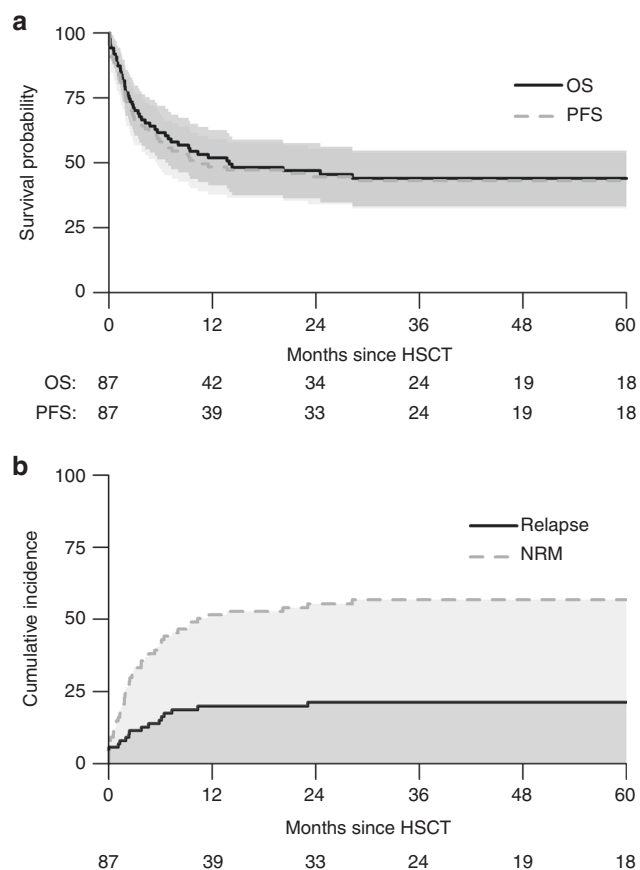 a
100
75
50
25
0
Survival probability
OS
PFS
0 12 24 36 48 60
Months since HSCT
OS: 87 42 34 24 19 18
PFS: 87 39 33 24 19 18
b
100
75
50
25
0
Cumulative incidence
Relapse
NRM
0 12 24 36 48 60
Months since HSCT
87 39 33 24 19 18